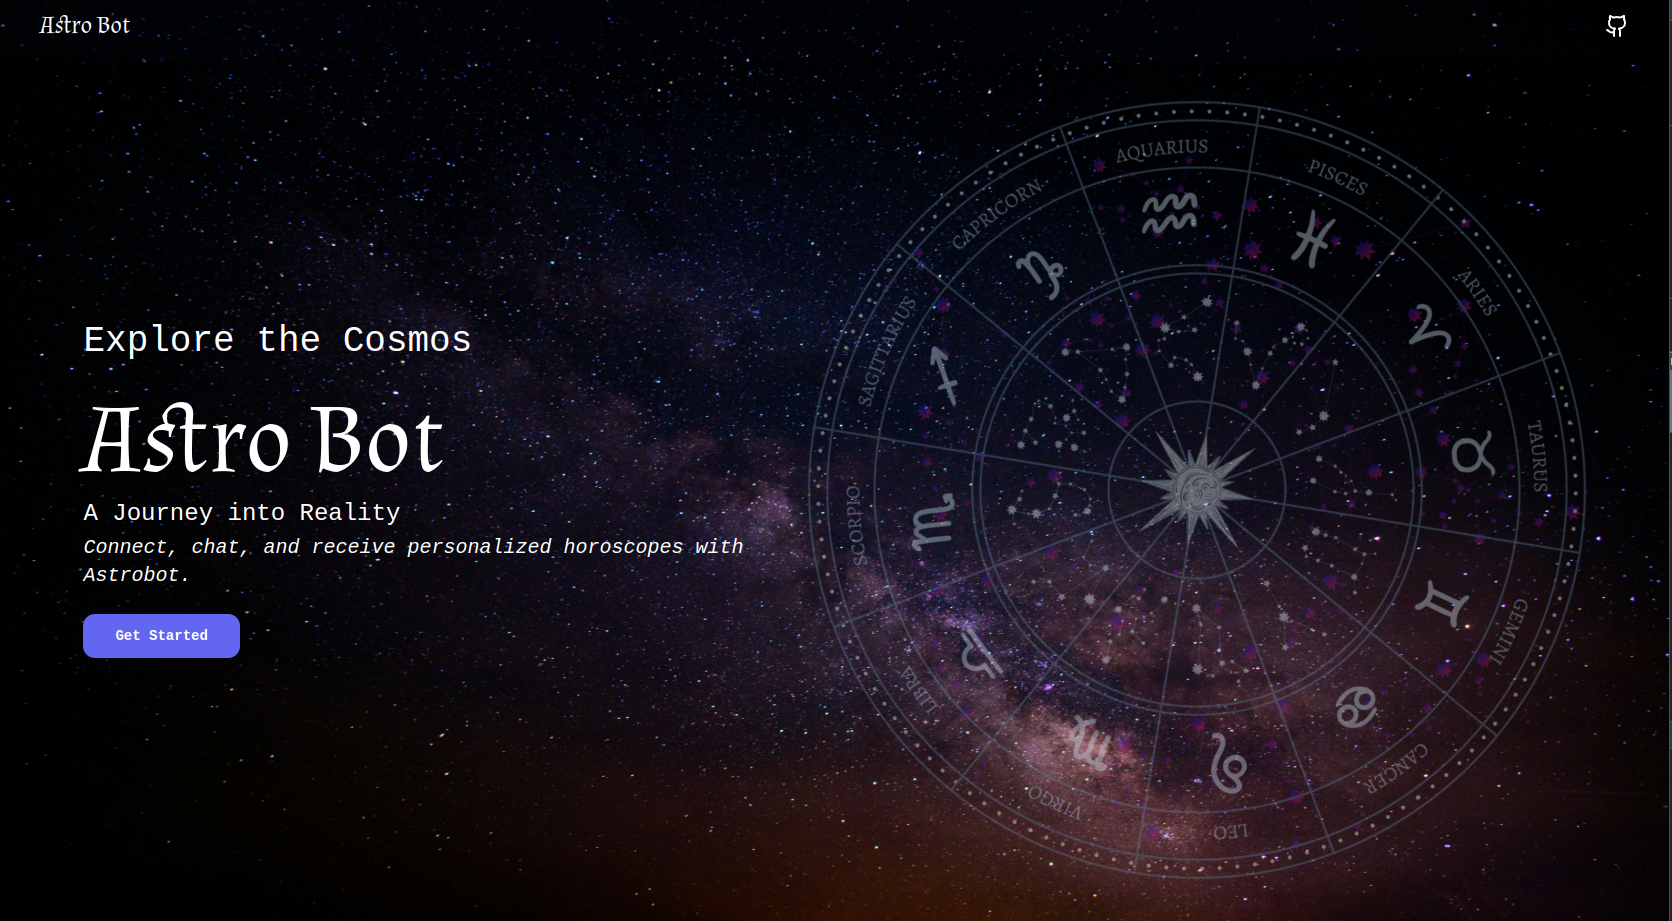 Astro Bot
AQUARIUS
PISCES
CAPRICORN
ARIES
SAGITTARIUS
TAURUS
SCORPIO
GEMINI
LIBRA
CANCER
VIRGO
LEO
Explore the Cosmos
Astro Bot
A Journey into Reality
Connect, chat, and receive personalized horoscopes with
Astrobot.
Get Started